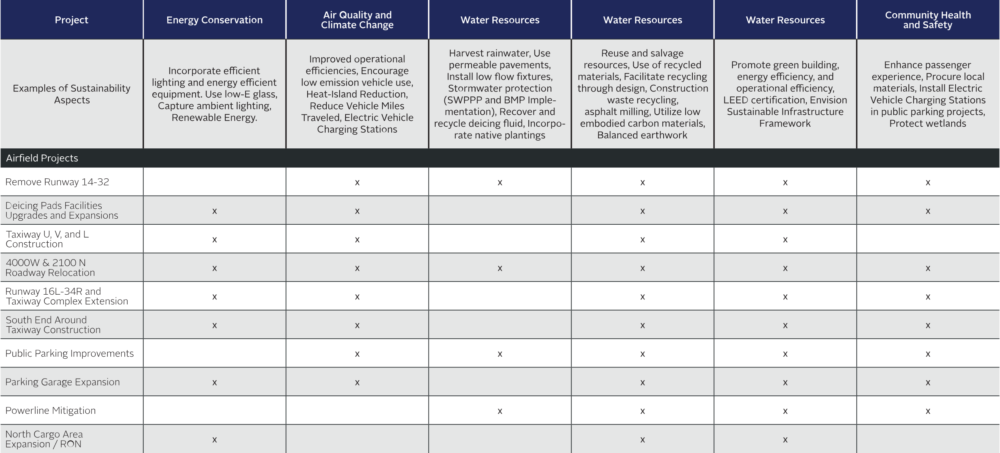 Project
Energy Conservation
Air Quality and
Climate Change
Water Resources
Water Resources
Water Resources
Community Health
and Safety
Examples of Sustainability
Aspects
Incorporate efficient
lighting and energy efficient
equipment. Use low-E glass,
Capture ambient lighting,
Renewable Energy.
Improved operational
efficiencies, Encourage
low emission vehicle use,
Heat-Island Reduction,
Reduce Vehicle Miles
Traveled, Electric Vehicle
Charging Stations
Harvest rainwater, Use
permeable pavements,
Install low flow fixtures,
Stormwater protection
(SWPPP and BMP Imple-
mentation), Recover and
recycle deicing fluid, Incorpo-
rate native plantings
Reuse and salvage
resources, Use of recycled
materials, Facilitate recycling
through design, Construction
waste recycling,
asphalt milling, Utilize low
embodied carbon materials,
Balanced earthwork
Promote green building,
energy efficiency, and
operational efficiency,
LEED certification, Envision
Sustainable Infrastructure
Framework
Enhance passenger
experience, Procure local
materials, Install Electric
Vehicle Charging Stations
in public parking projects,
Protect wetlands
Airfield Projects
Remove Runway 14-32
x x x x x
Deicing Pads Facilities
Upgrades and Expansions
x x x x x
Taxiway U, V, and L
Construction
x x x x
4000W & 2100 N
Roadway Relocation
x x x x x x
Runway 16L-34R and
Taxiway Complex Extension
x x x x x
South End Around
Taxiway Construction
x x x x x
Public Parking Improvements
x x x x x
Parking Garage Expansion
x x x x x
Powerline Mitigation
x x x x
North Cargo Area
Expansion / RON
x x x